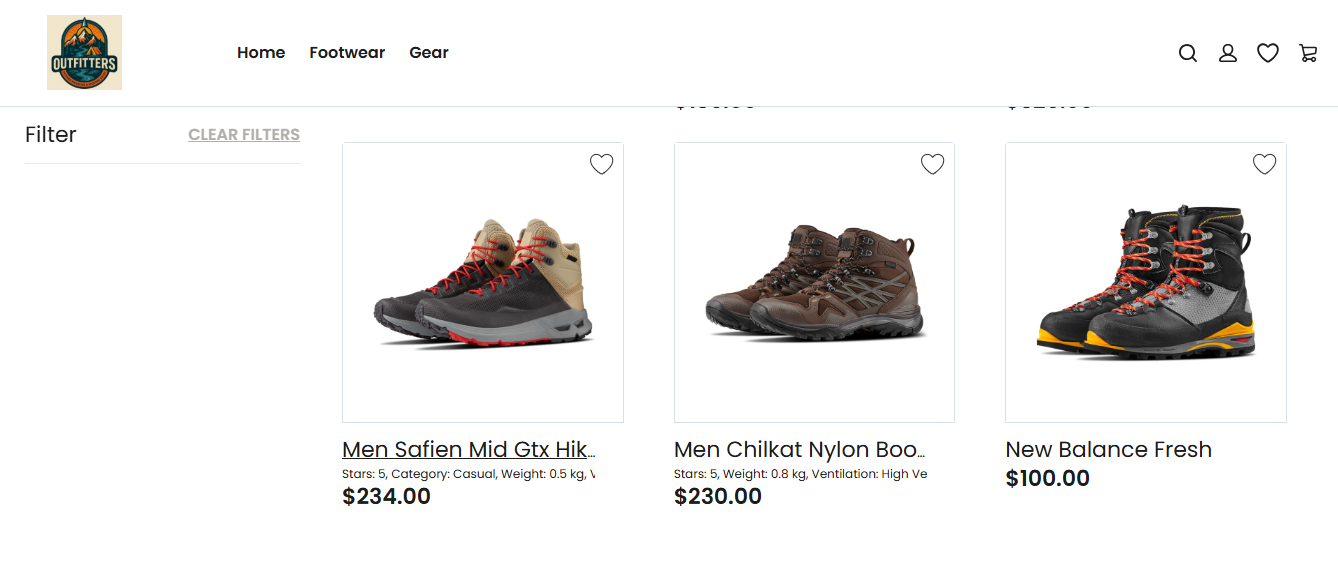 OUTFITTERS
Home Footwear Gear
Filter CLEAR FILTERS
Men Safien Mid Gtx Hik...
Stars: 5, Category: Casual, Weight: 0.5 kg, V
$234.00
Men Chilkat Nylon Boo...
Stars: 5, Weight: 0.8 kg, Ventilation: High Ve
$230.00
New Balance Fresh
$100.00